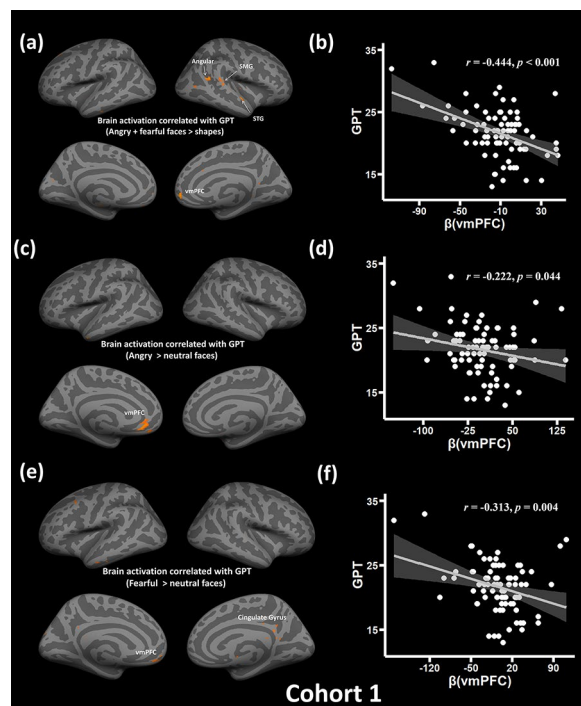 (a)
Angular
SMG
STG
Brain activation correlated with GPT
(Angry + fearful faces > shapes)
vmPFC
(b)
r = -0.444, p < 0.001
GPT
35
25
15
-90
-50
-10
30
β(vmPFC)
(c)
Brain activation correlated with GPT
(Angry > neutral faces)
vmPFC
(d)
r = -0.222, p = 0.044
GPT
35
25
15
-100
-25
50
125
β(vmPFC)
(e)
Brain activation correlated with GPT
(Fearful > neutral faces)
Cingulate Gyrus
vmPFC
(f)
r = -0.313, p = 0.004
GPT
35
25
15
-120
-50
20
90
β(vmPFC)
Cohort 1